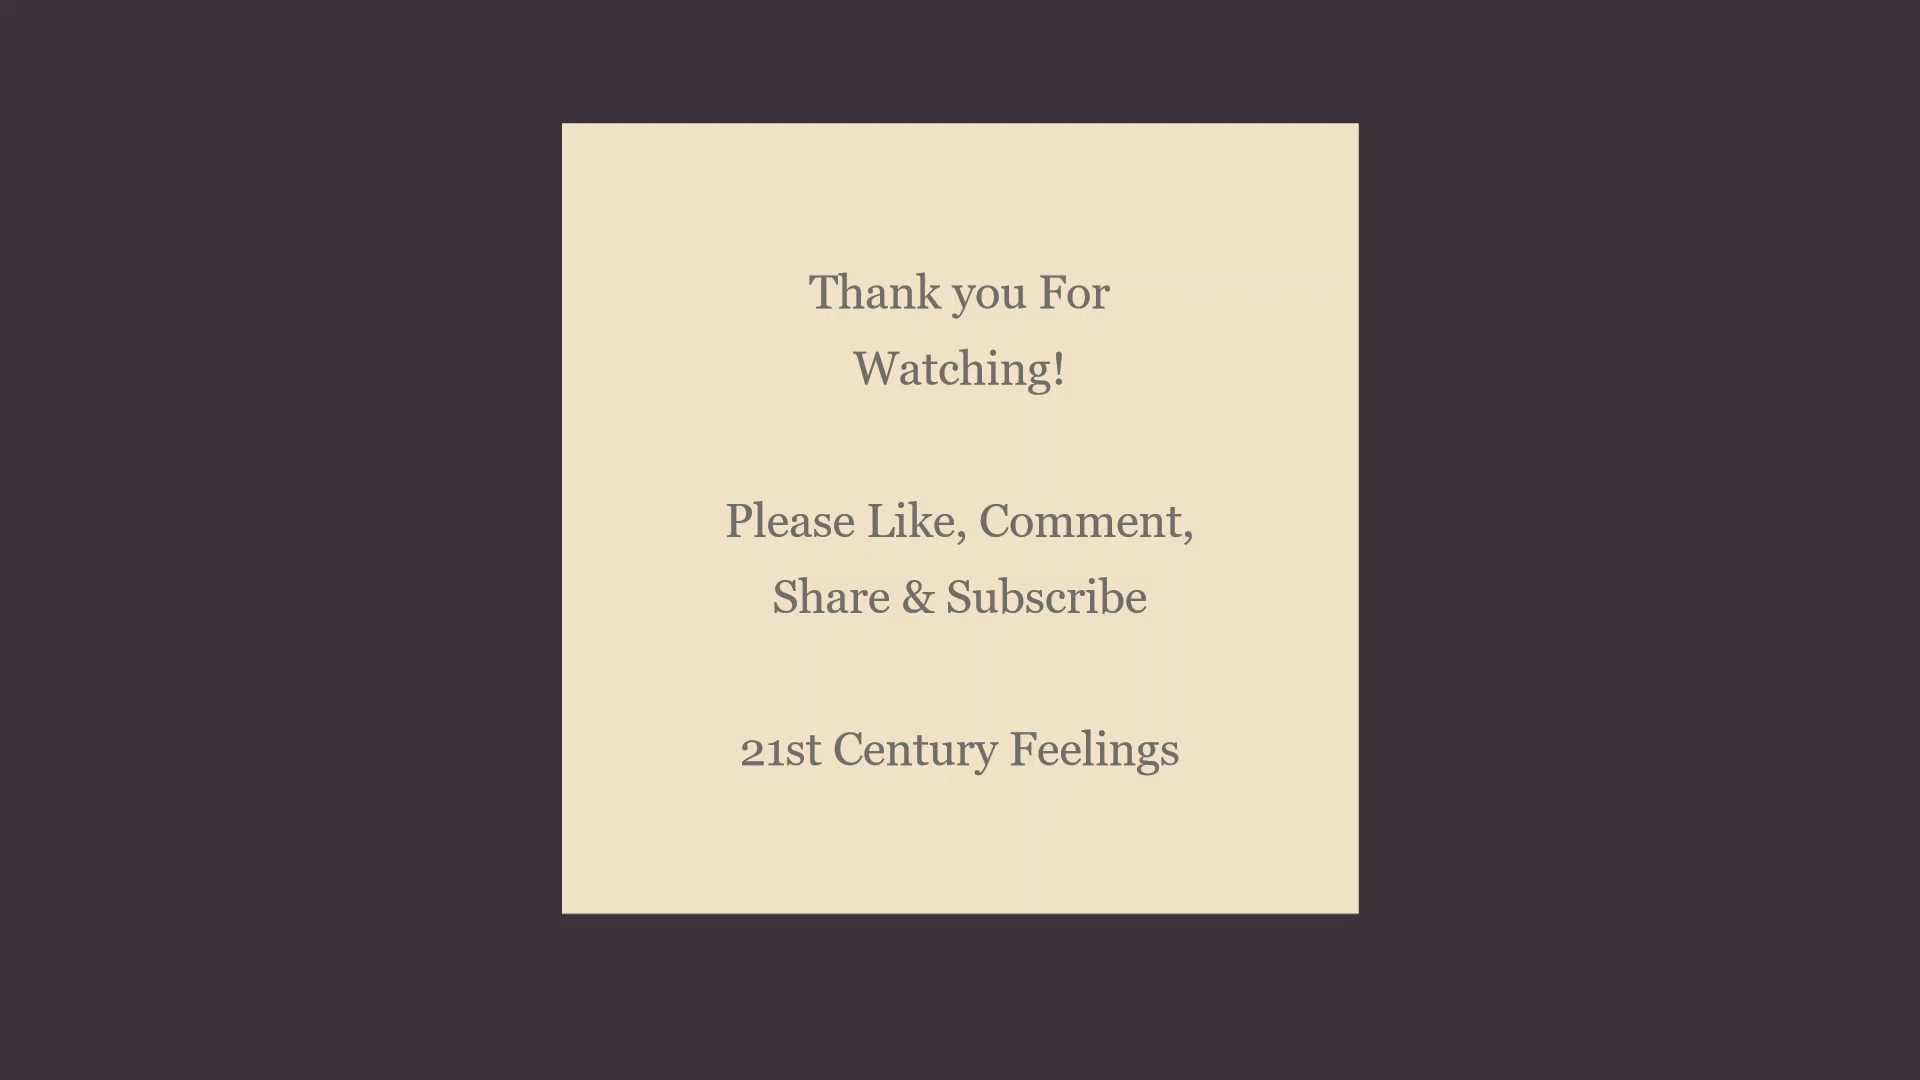 Thank you For
Watching!
Please Like, Comment,
Share & Subscribe
21st Century Feelings